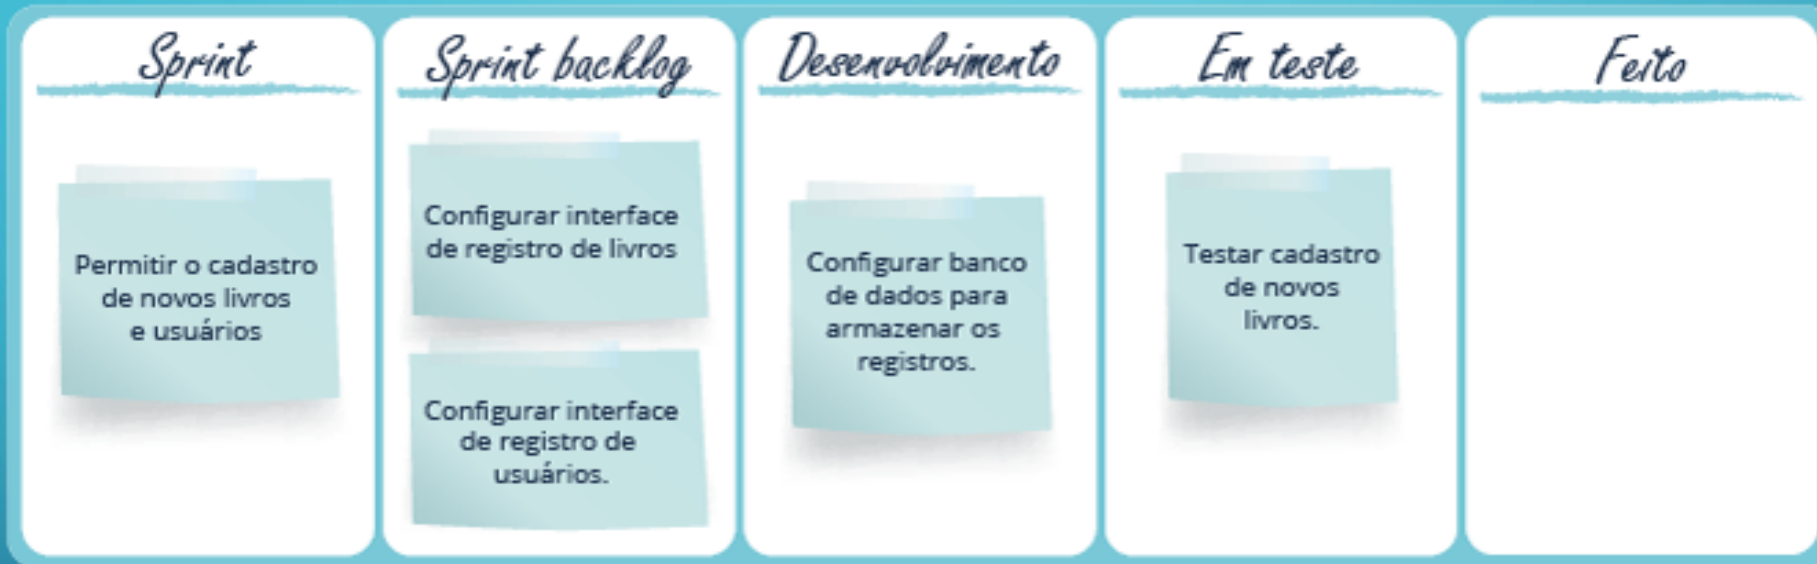 Sprint
Permitir o cadastro
de novos livros
e usuários
Sprint backlog
Configurar interface
de registro de livros
Configurar interface
de registro de
usuários.
Desenvolvimento
Configurar banco
de dados para
armazenar os
registros.
Em teste
Testar cadastro
de novos
livros.
Feito